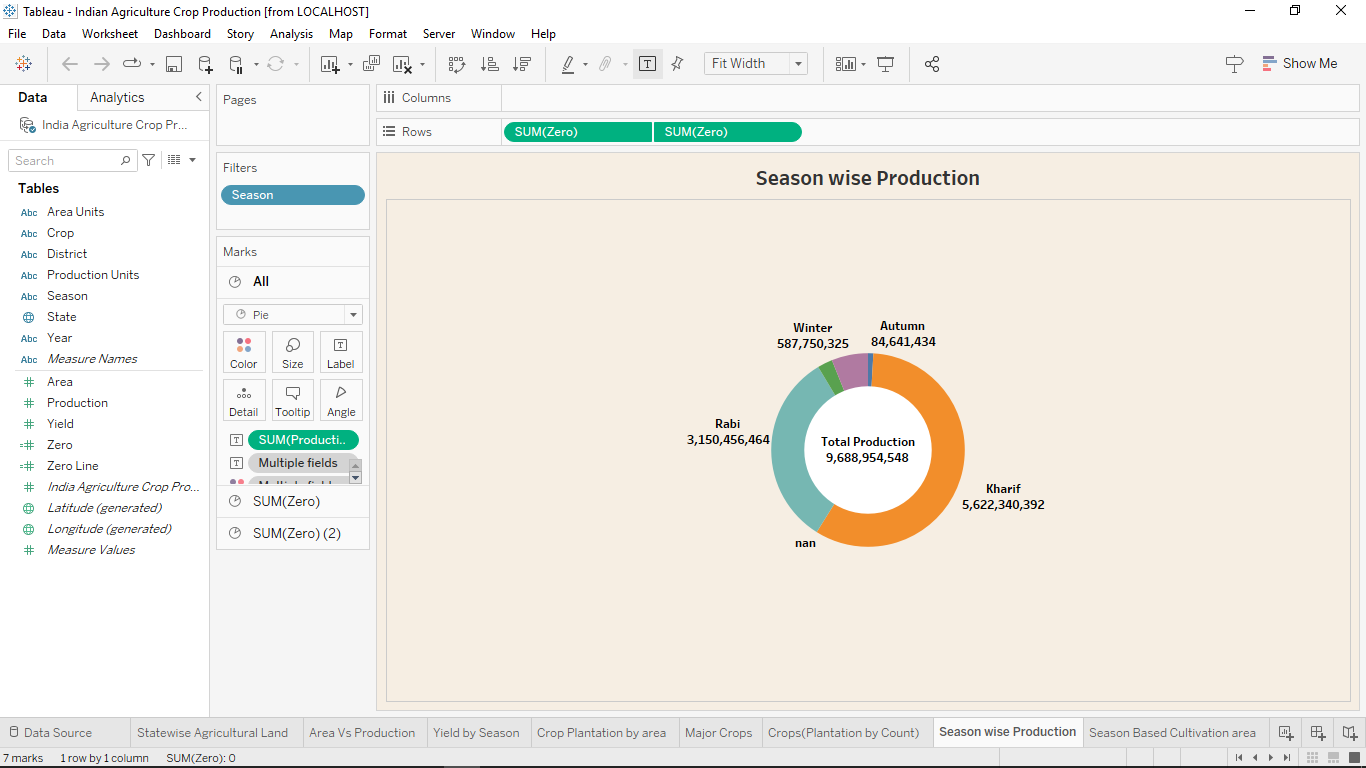 Tableau - Indian Agriculture Crop Production [from LOCALHOST]
File Data Worksheet Dashboard Story Analysis Map Format Server Window Help
Fit Width
Show Me
Data Analytics
India Agriculture Crop Pr...
Search
Tables
Abc Area Units
Abc Crop
Abc District
Abc Production Units
Abc Season
State
Abc Year
Abc Measure Names
# Area
# Production
# Yield
=# Zero
=# Zero Line
# India Agriculture Crop Pro...
Latitude (generated)
Longitude (generated)
# Measure Values
Pages
Filters
Season
Marks
All
Pie
Color Size Label
Detail Tooltip Angle
SUM(Producti..
Multiple fields
SUM(Zero)
SUM(Zero) (2)
Columns
Rows SUM(Zero) SUM(Zero)
Season wise Production
Winter
587,750,325
Autumn
84,641,434
Rabi
3,150,456,464
Total Production
9,688,954,548
Kharif
5,622,340,392
nan
Data Source Statewise Agricultural Land Area Vs Production Yield by Season Crop Plantation by area Major Crops Crops(Plantation by Count) Season wise Production Season Based Cultivation area
7 marks 1 row by 1 column SUM(Zero): 0